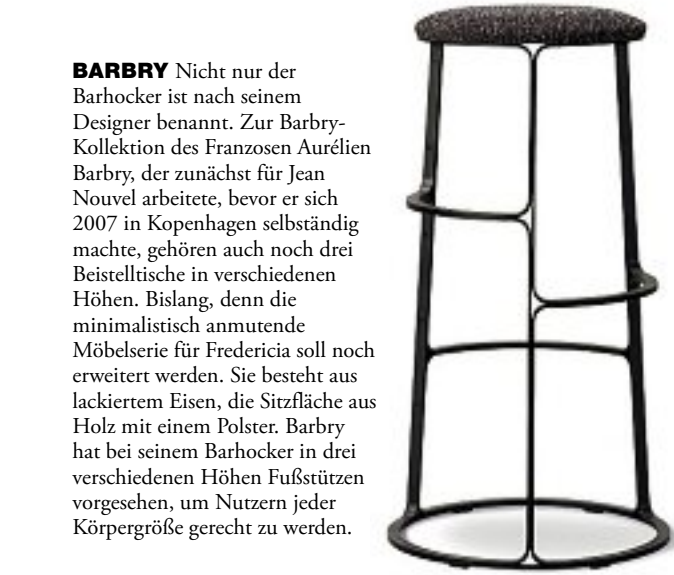 BARBRY Nicht nur der
Barhocker ist nach seinem
Designer benannt. Zur Barbry-
Kollektion des Franzosen Aurélien
Barbry, der zunächst für Jean
Nouvel arbeitete, bevor er sich
2007 in Kopenhagen selbständig
machte, gehören auch noch drei
Beistelltische in verschiedenen
Höhen. Bislang, denn die
minimalistisch anmutende
Möbelserie für Fredericia soll noch
erweitert werden. Sie besteht aus
lackiertem Eisen, die Sitzfläche aus
Holz mit einem Polster. Barbry
hat bei seinem Barhocker in drei
verschiedenen Höhen Fußstützen
vorgesehen, um Nutzern jeder
Körpergröße gerecht zu werden.